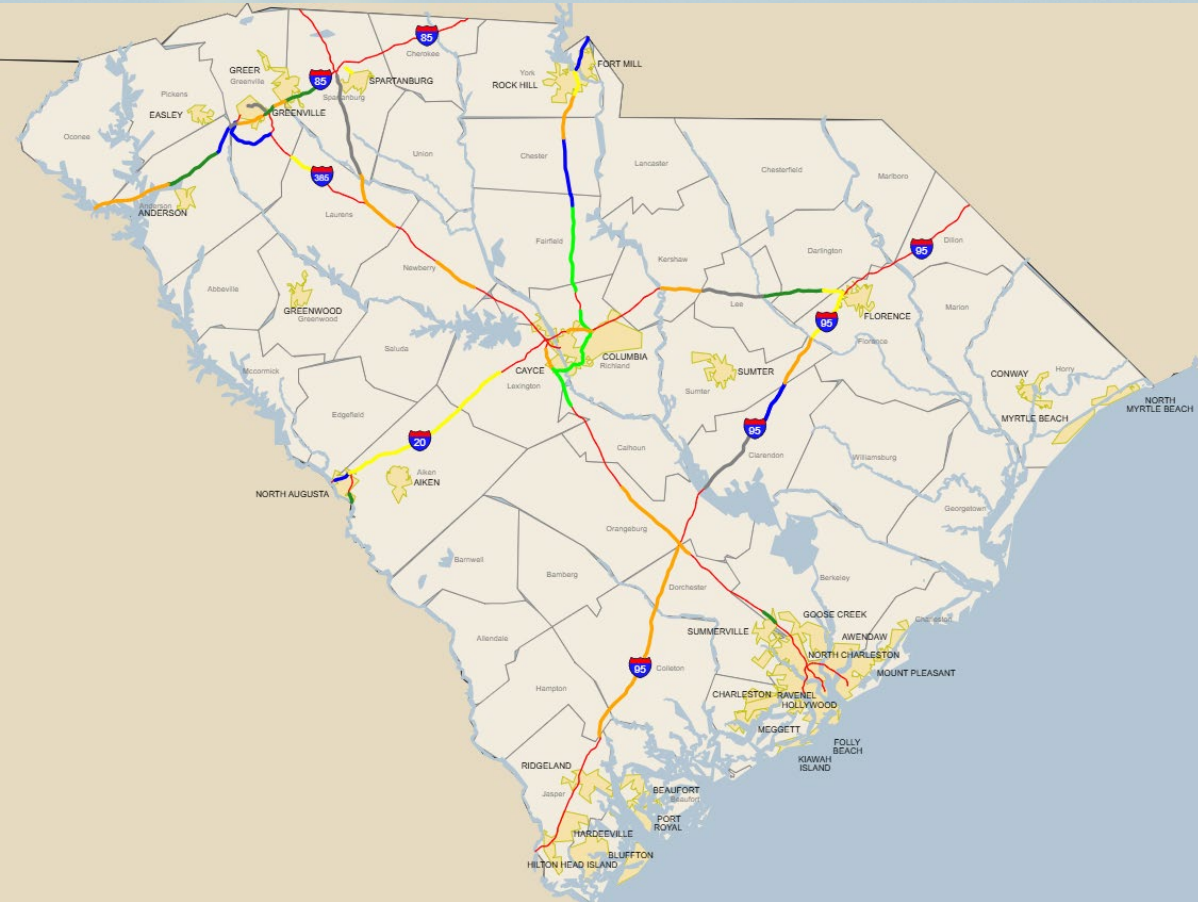 85
Cherokee
GREER
Greenville
85
SPARTANBURG
Spartanburg
York
FORT MILL
ROCK HILL
Pickens
EASLEY
GREENVILLE
Oconee
Union
Chester
Lancaster
Chesterfield
Marlboro
385
Anderson
ANDERSON
Laurens
Fairfield
Kershaw
Darlington
95
Dillon
Newberry
Abbeville
GREENWOOD
Greenwood
Lee
Marion
95
FLORENCE
Florence
Saluda
COLUMBIA
Richland
CAYCE
Lexington
SUMTER
Sumter
Mccormick
CONWAY
Horry
NORTH
MYRTLE BEACH
MYRTLE BEACH
Edgefield
20
95
Calhoun
Clarendon
Williamsburg
Aiken
AIKEN
NORTH AUGUSTA
Georgetown
Orangeburg
Barnwell
Bamberg
Dorchester
Berkeley
GOOSE CREEK
Charleston
SUMMERVILLE
AWENDAW
Allendale
NORTH CHARLESTON
95
Colleton
MOUNT PLEASANT
Hampton
CHARLESTON
RAVENEL
HOLLYWOOD
MEGGETT
FOLLY
BEACH
KIAWAH
ISLAND
RIDGELAND
Jasper
BEAUFORT
Beaufort
PORT
ROYAL
HARDEEVILLE
BLUFFTON
HILTON HEAD ISLAND